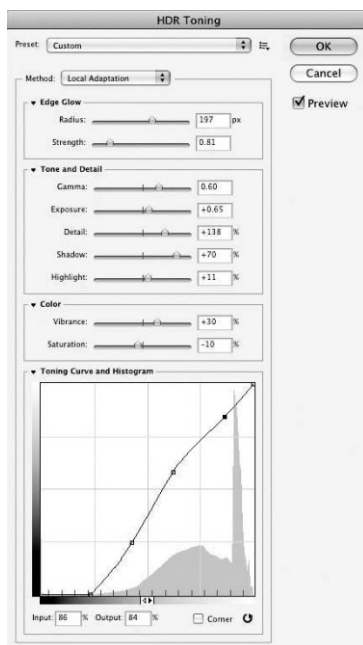 HDR Toning
Preset: Custom
OK
Cancel
Preview
Method: Local Adaptation
Edge Glow
Radius: 197 px
Strength: 0.81
Tone and Detail
Gamma: 0.60
Exposure: +0.65
Detail: +138 %
Shadow: +70 %
Highlight: +11 %
Color
Vibrance: +30 %
Saturation: -10 %
Toning Curve and Histogram
Input: 86 % Output: 84 % Corner